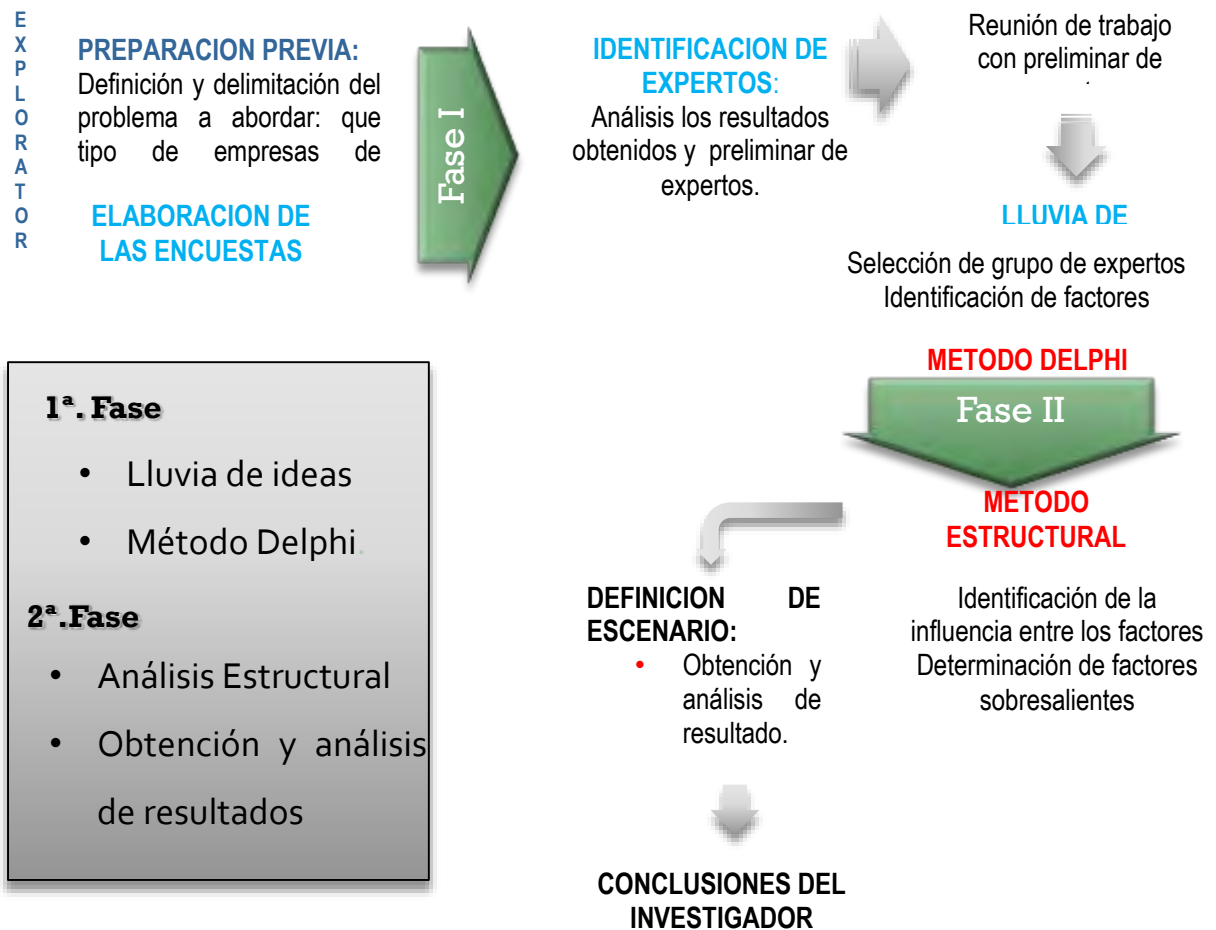 EXPLORATOR
PREPARACION PREVIA:
Definición y delimitación del
problema a abordar: que
tipo de empresas de
ELABORACION DE
LAS ENCUESTAS
Fase I
IDENTIFICACION DE
EXPERTOS:
Análisis los resultados
obtenidos y preliminar de
expertos.
Reunión de trabajo
con preliminar de
LLUVIA DE
Selección de grupo de expertos
Identificación de factores
METODO DELPHI
Fase II
METODO
ESTRUCTURAL
Identificación de la
influencia entre los factores
Determinación de factores
sobresalientes
DEFINICION DE
ESCENARIO:
• Obtención y
análisis de
resultado.
CONCLUSIONES DEL
INVESTIGADOR
1ª. Fase
• Lluvia de ideas
• Método Delphi.
2ª.Fase
• Análisis Estructural
• Obtención y análisis
de resultados